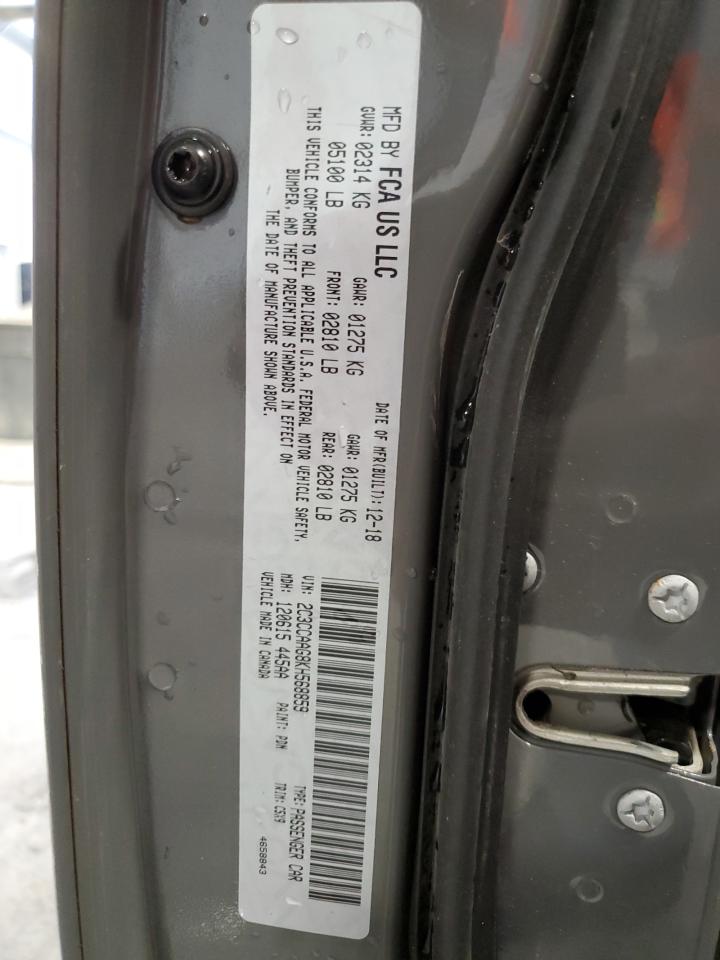 MFD BY FCA US LLC
DATE OF MFR(BUILT): 12-18
GVWR: 02314 KG
GAWR: 01275 KG
GAWR: 01275 KG
05100 LB
FRONT: 02810 LB
REAR: 02810 LB
THIS VEHICLE CONFORMS TO ALL APPLICABLE U.S.A. FEDERAL MOTOR VEHICLE SAFETY,
BUMPER, AND THEFT PREVENTION STANDARDS IN EFFECT ON
THE DATE OF MANUFACTURE SHOWN ABOVE.
VIN: 2C3CCAAG8KH568859
TYPE: PASSENGER CAR
MDH: 120615 445AA
PAINT: PDN
TRIM: C5X9
VEHICLE MADE IN CANADA
4658843